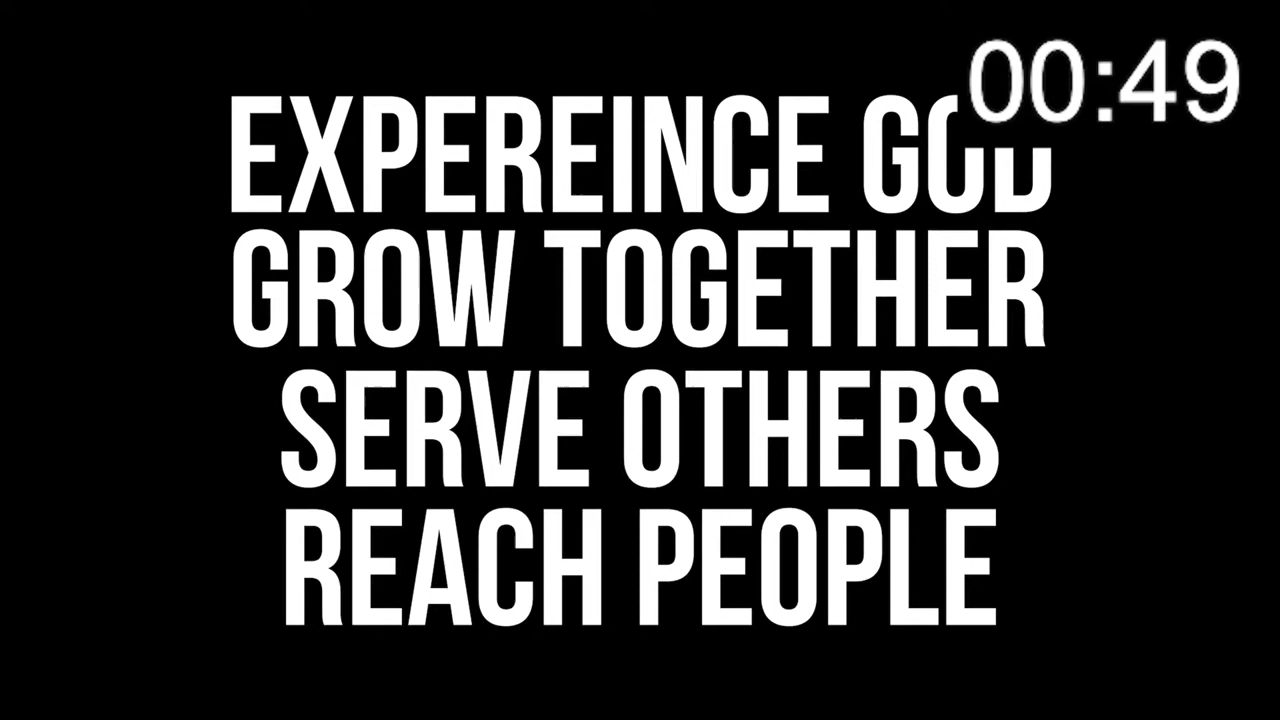 00:49
EXPEREINCE GOD
GROW TOGETHER
SERVE OTHERS
REACH PEOPLE